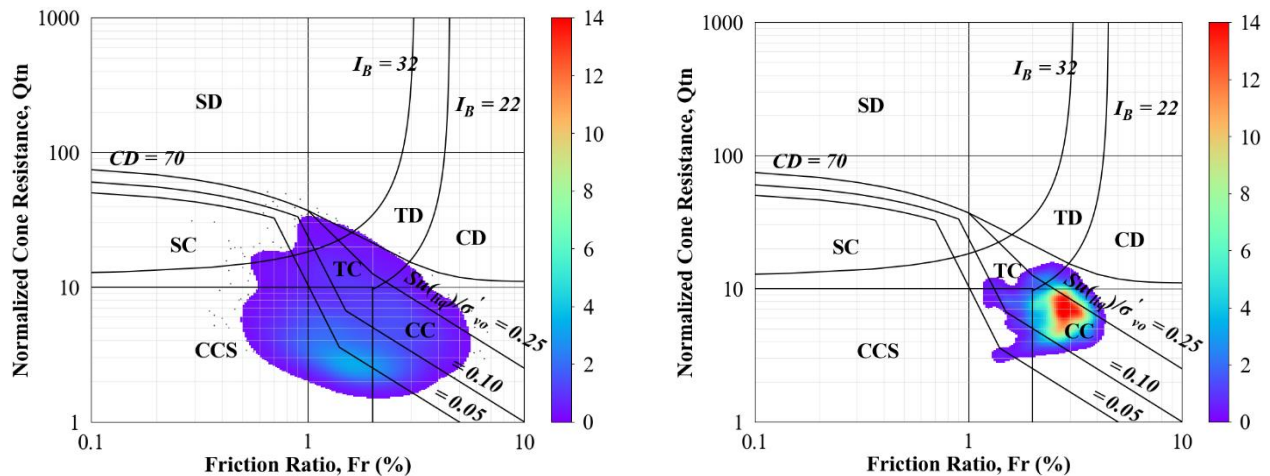 1000
100
10
1
0.1
1
10
Normalized Cone Resistance, Qtn
Friction Ratio, Fr (%)
I_B = 32
I_B = 22
SD
CD = 70
TD
CD
SC
TC
Su(liq)/σ'vo = 0.25
CC
CCS
=0.10
=0.05
14
12
10
8
6
4
2
0
1000
100
10
1
0.1
1
10
Normalized Cone Resistance, Qtn
Friction Ratio, Fr (%)
I_B = 32
I_B = 22
SD
CD = 70
TD
CD
SC
TC
Su(liq)/σ'vo = 0.25
CC
CCS
=0.10
=0.05
14
12
10
8
6
4
2
0